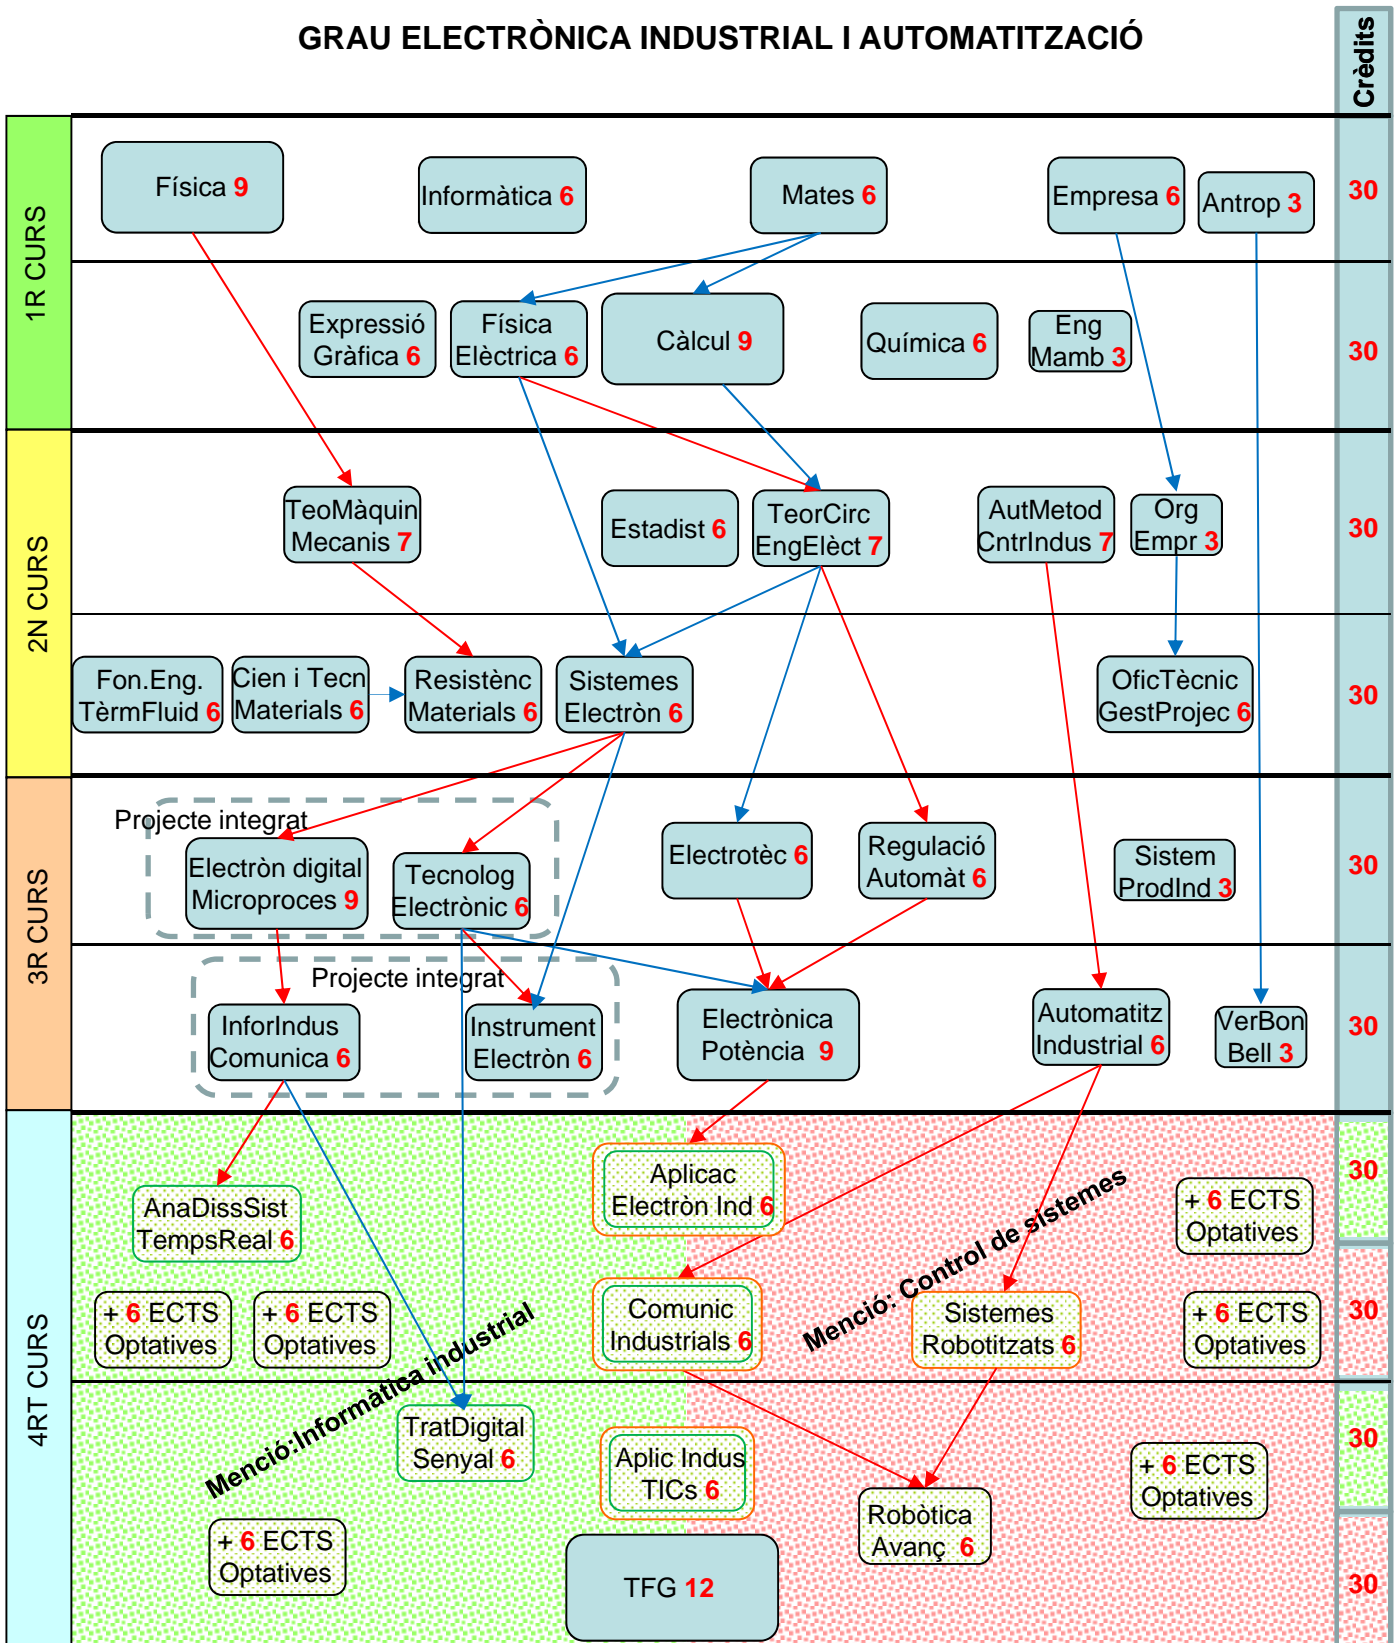 GRAU ELECTRÒNICA INDUSTRIAL I AUTOMATITZACIÓ
Crèdits
1R CURS
Física 9
Informàtica 6
Mates 6
Empresa 6
Antrop 3
30
Expressió
Gràfica 6
Física
Elèctrica 6
Càlcul 9
Química 6
Eng
Mamb 3
30
2N CURS
TeoMàquin
Mecanis 7
Estadist 6
TeorCirc
EngElèct 7
AutMetod
CntrIndus 7
Org
Empr 3
30
Fon.Eng.
TèrmFluid 6
Cien i Tecn
Materials 6
Resistènc
Materials 6
Sistemes
Electròn 6
OficTècnic
GestProjec 6
30
3R CURS
Projecte integrat
Electròn digital
Microproces 9
Tecnolog
Electrònic 6
Electrotèc 6
Regulació
Automàt 6
Sistem
ProdInd 3
30
Projecte integrat
InforIndus
Comunica 6
Instrument
Electròn 6
Electrònica
Potència 9
Automatitz
Industrial 6
VerBon
Bell 3
30
4RT CURS
AnaDissSist
TempsReal 6
Aplicac
Electròn Ind 6
+ 6 ECTS
Optatives
30
Menció: Control de sistemes
+ 6 ECTS
Optatives
+ 6 ECTS
Optatives
Comunic
Industrials 6
Sistemes
Robotitzats 6
+ 6 ECTS
Optatives
30
Menció:Informàtica industrial
TratDigital
Senyal 6
Aplic Indus
TICs 6
+ 6 ECTS
Optatives
30
Robòtica
Avanç 6
+ 6 ECTS
Optatives
TFG 12
30